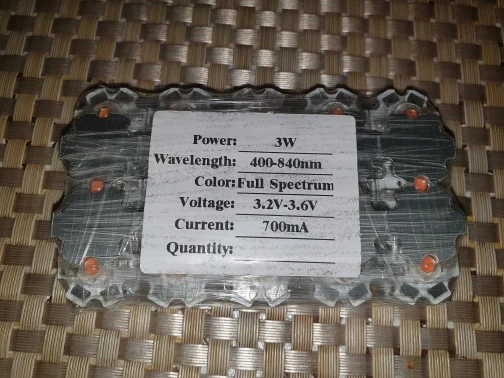 Power: 3W
Wavelength: 400-840nm
Color: Full Spectrum
Voltage: 3.2V-3.6V
Current: 700mA
Quantity: